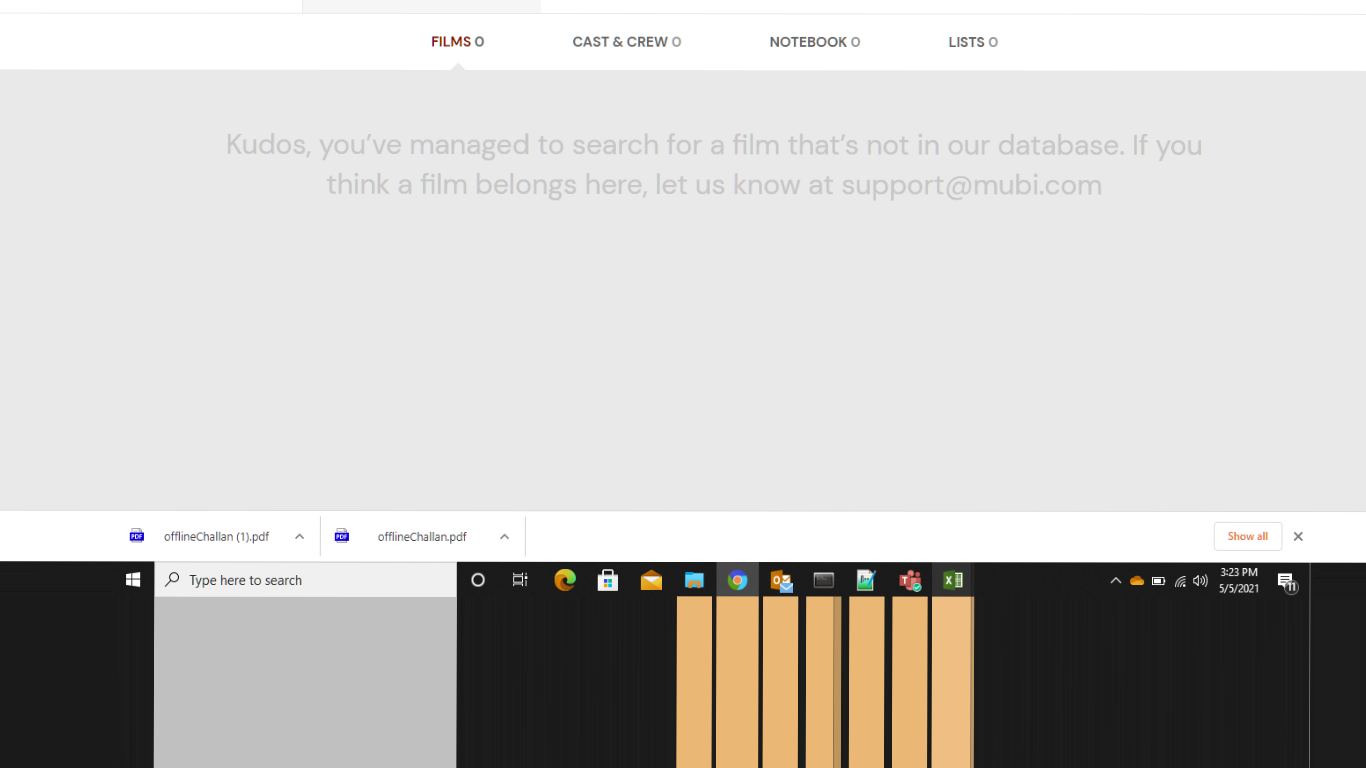 FILMS 0 CAST & CREW 0 NOTEBOOK 0 LISTS 0
Kudos, you’ve managed to search for a film that’s not in our database. If you
think a film belongs here, let us know at support@mubi.com
offlineChallan (1).pdf offlineChallan.pdf Show all
Type here to search
3:23 PM
5/5/2021
11